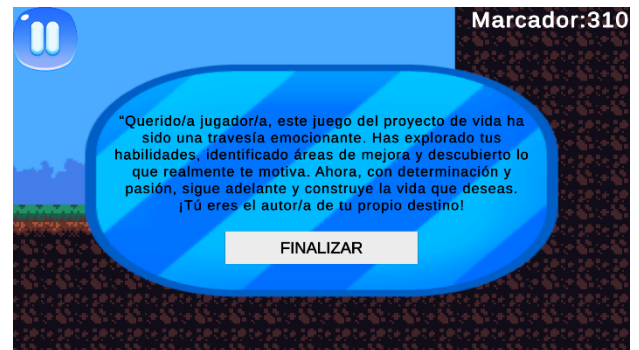 Marcador:310
“Querido/a jugador/a, este juego del proyecto de vida ha
sido una travesía emocionante. Has explorado tus
habilidades, identificado áreas de mejora y descubierto lo
que realmente te motiva. Ahora, con determinación y
pasión, sigue adelante y construye la vida que deseas.
¡Tú eres el autor/a de tu propio destino!
FINALIZAR